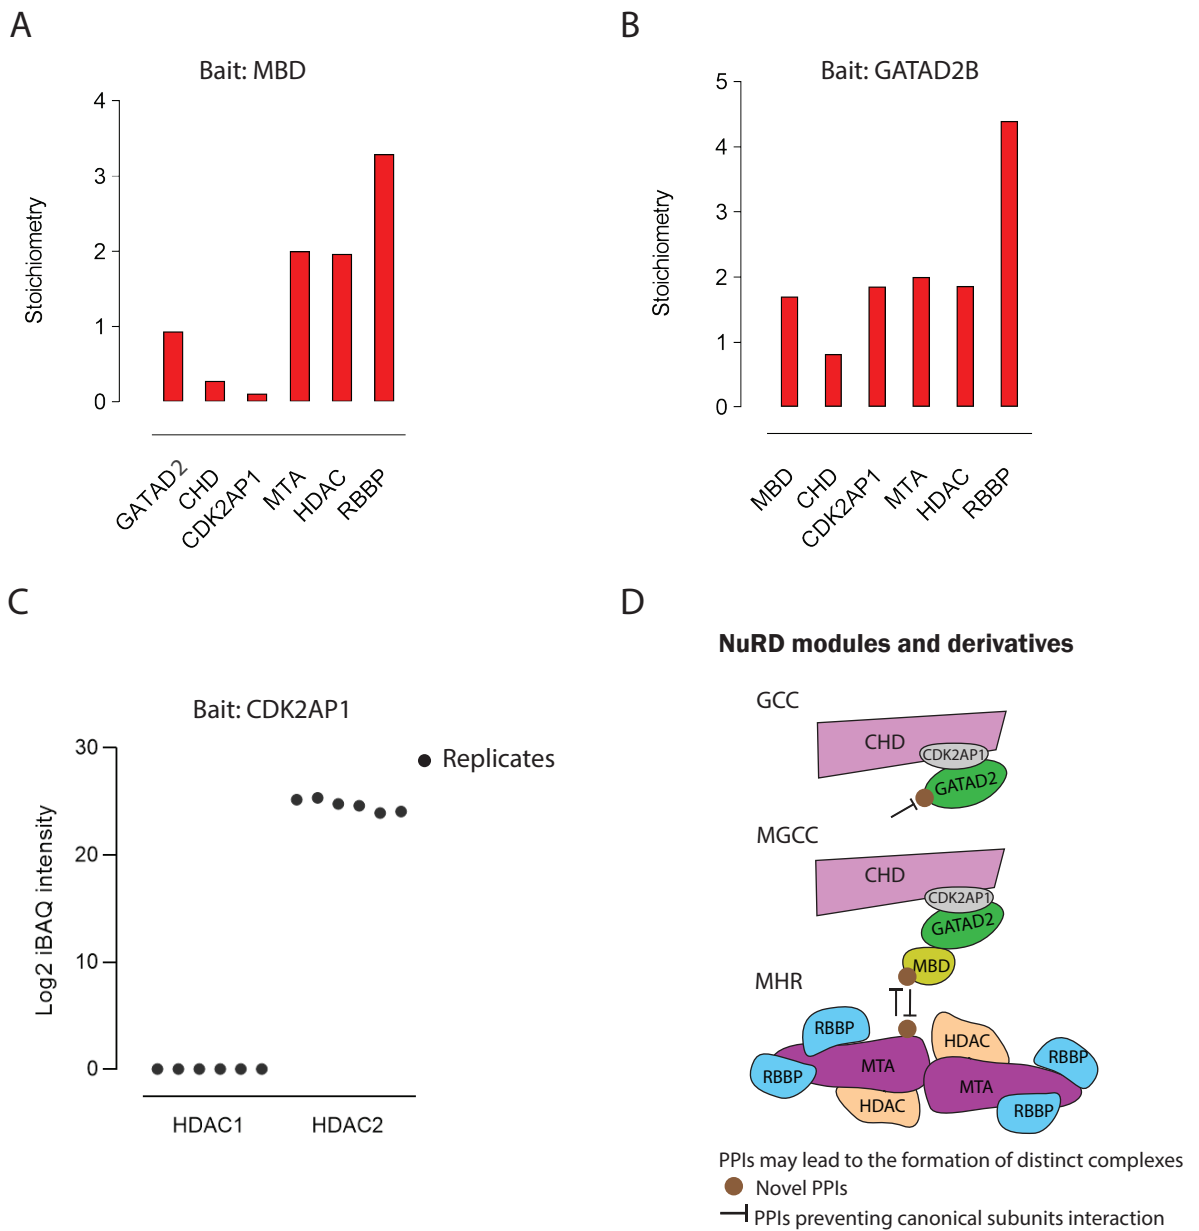 A
Bait: MBD
Stoichiometry
4
3
2
1
0
GATAD2
CHD
CDK2AP1
MTA
HDAC
RBBP
B
Bait: GATAD2B
Stoichiometry
5
4
3
2
1
0
MBD
CHD
CDK2AP1
MTA
HDAC
RBBP
C
Bait: CDK2AP1
Replicates
Log2 iBAQ intensity
30
20
10
0
HDAC1
HDAC2
D
NuRD modules and derivatives
GCC
CHD
CDK2AP1
GATAD2
MGCC
CHD
CDK2AP1
GATAD2
MBD
MHR
RBBP
HDAC
RBBP
MTA
RBBP
MTA
HDAC
RBBP
PPIs may lead to the formation of distinct complexes
Novel PPIs
PPIs preventing canonical subunits interaction